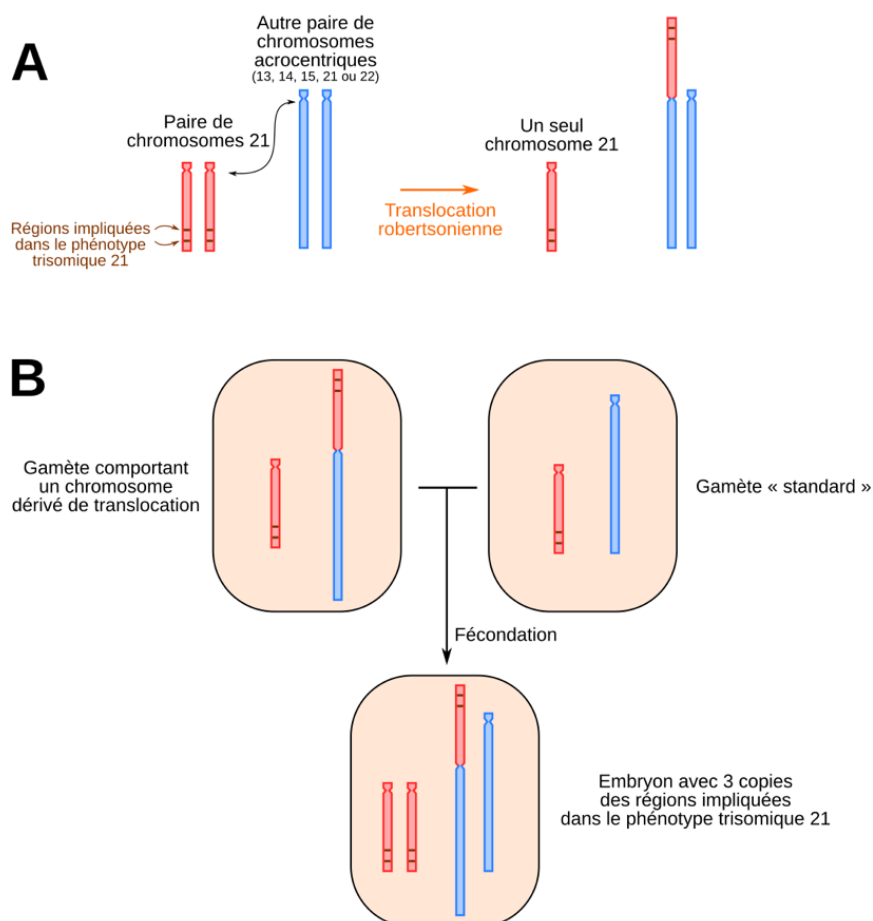 A
Autre paire de
chromosomes
acrocentriques
(13, 14, 15, 21 ou 22)
Paire de
chromosomes 21
Un seul
chromosome 21
Régions impliquées
dans le phénotype
trisomique 21
Translocation
robertsonienne
B
Gamète comportant
un chromosome
dérivé de translocation
Gamète « standard »
Fécondation
Embryon avec 3 copies
des régions impliquées
dans le phénotype trisomique 21